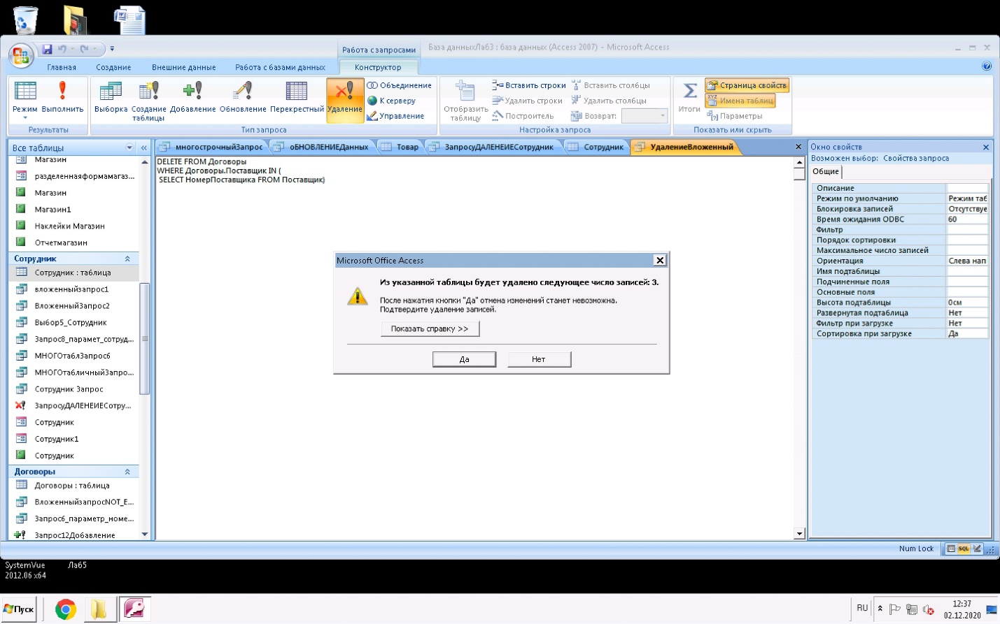 Работа с запросами
База данныхЛаб3 : база данных (Access 2007) - Microsoft Access
Главная
Создание
Внешние данные
Работа с базами данных
Конструктор
Режим
Выполнить
Результаты
Выборка
Создание таблицы
Добавление
Обновление
Перекрестный
Удаление
Объединение
К серверу
Управление
Тип запроса
Отобразить таблицу
Вставить строки
Удалить строки
Построитель
Вставить столбцы
Удалить столбцы
Возврат:
Настройка запроса
Итоги
Страница свойств
Имена таблиц
Параметры
Показать или скрыть
Все таблицы
Магазин
разделеннаяформамагаз...
Магазин
Магазин1
Наклейки Магазин
Отчетмагазин
Сотрудник
Сотрудник : таблица
вложенныйзапрос1
ВложенныйЗапрос2
Выбор5_Сотрудник
Запрос8_парамет_сотруд...
МНОГОтаблЗапрос6
МНОГОтабличныйЗапро...
Сотрудник Запрос
ЗапросуДАЛЕНЕИЕСотру...
Сотрудник
Сотрудник1
Сотрудник
Договоры
Договоры : таблица
ВложенныйзапросNOT_E...
Запрос6_параметр_номе...
Запрос12Добавление
многострочныйЗапрос
оБНОВЛЕНИЕДанных
Товар
ЗапросуДАЛЕНЕИЕСотрудник
Сотрудник
УдалениеВложенный
DELETE FROM Договоры
WHERE Договоры.Поставщик IN (
SELECT НомерПоставщика FROM Поставщик)
Microsoft Office Access
Из указанной таблицы будет удалено следующее число записей: 3.
После нажатия кнопки "Да" отмена изменений станет невозможна.
Подтвердите удаление записей.
Показать справку >>
Да
Нет
Окно свойств
Возможен выбор: Свойства запроса
Общие
Описание
Режим по умолчанию Режим таб
Блокировка записей Отсутствуе
Время ожидания ODBC 60
Фильтр
Порядок сортировки
Максимальное число записей
Ориентация Слева нап
Имя подтаблицы
Подчиненные поля
Основные поля
Высота подтаблицы 0см
Развернутая подтаблица Нет
Фильтр при загрузке Нет
Сортировка при загрузке Да
Num Lock
SQL
SystemVue
2012.06 x64
Лаб5
Пуск
RU
12:37
02.12.2020